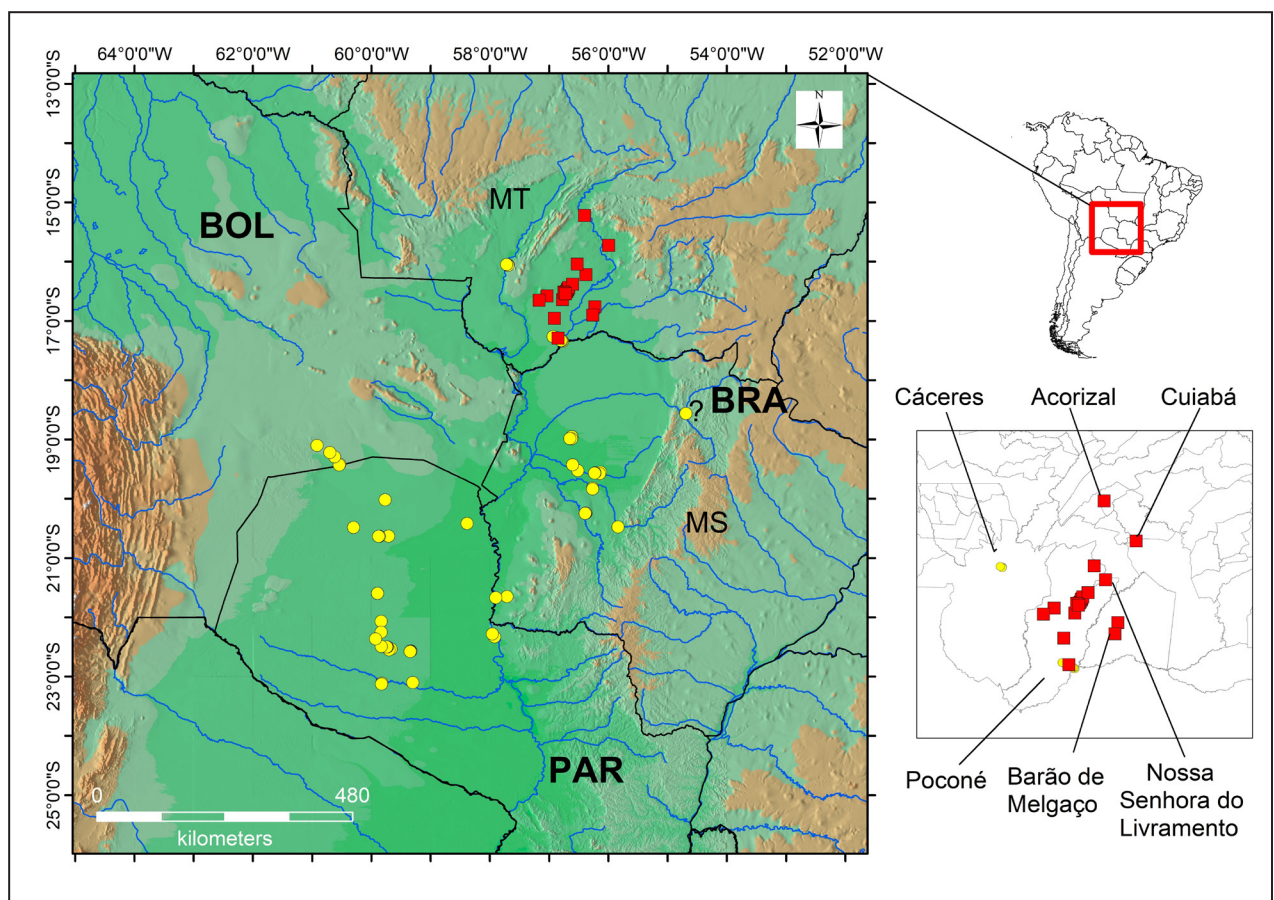 64°0'0"W 62°0'0"W 60°0'0"W 58°0'0"W 56°0'0"W 54°0'0"W 52°0'0"W
13°0'0"S
15°0'0"S
17°0'0"S
19°0'0"S
21°0'0"S
23°0'0"S
25°0'0"S
N
MT
BOL
BRA
?
MS
PAR
0 480
kilometers
Cáceres Acorizal Cuiabá
Poconé
Barão de
Melgaço
Nossa
Senhora do
Livramento